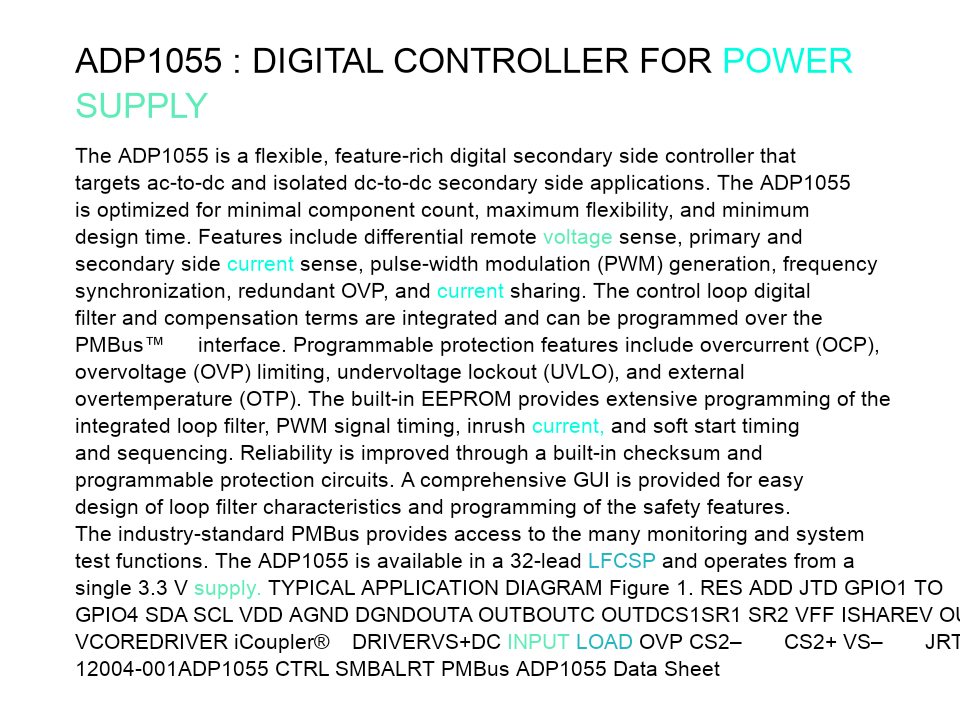 ADP1055 : DIGITAL CONTROLLER FOR POWER
SUPPLY
The ADP1055 is a flexible, feature-rich digital secondary side controller that
targets ac-to-dc and isolated dc-to-dc secondary side applications. The ADP1055
is optimized for minimal component count, maximum flexibility, and minimum
design time. Features include differential remote voltage sense, primary and
secondary side current sense, pulse-width modulation (PWM) generation, frequency
synchronization, redundant OVP, and current sharing. The control loop digital
filter and compensation terms are integrated and can be programmed over the
PMBus™ interface. Programmable protection features include overcurrent (OCP),
overvoltage (OVP) limiting, undervoltage lockout (UVLO), and external
overtemperature (OTP). The built-in EEPROM provides extensive programming of the
integrated loop filter, PWM signal timing, inrush current, and soft start timing
and sequencing. Reliability is improved through a built-in checksum and
programmable protection circuits. A comprehensive GUI is provided for easy
design of loop filter characteristics and programming of the safety features.
The industry-standard PMBus provides access to the many monitoring and system
test functions. The ADP1055 is available in a 32-lead LFCSP and operates from a
single 3.3 V supply. TYPICAL APPLICATION DIAGRAM Figure 1. RES ADD JTD GPIO1 TO
GPIO4 SDA SCL VDD AGND DGNDOUTA OUTBOUTC OUTDCS1SR1 SR2 VFF ISHAREV
VCOREDRIVER iCoupler® DRIVERVS+DC INPUT LOAD OVP CS2– CS2+ VS– JRT
12004-001ADP1055 CTRL SMBALRT PMBus ADP1055 Data Sheet